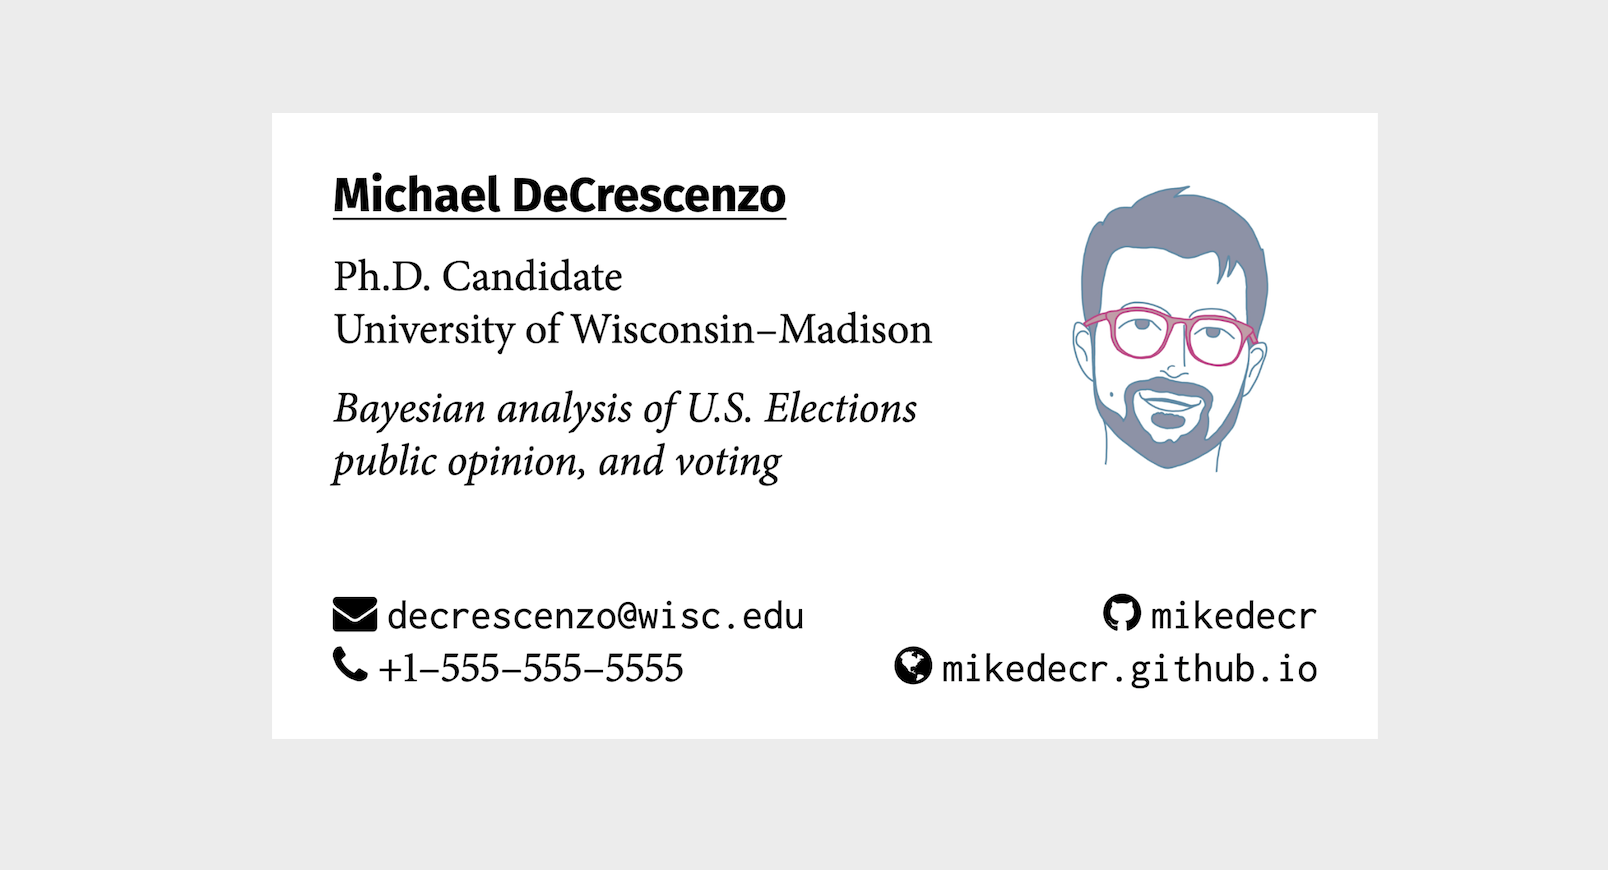 Michael DeCrescenzo
Ph.D. Candidate
University of Wisconsin–Madison
Bayesian analysis of U.S. Elections
public opinion, and voting
decrescenzo@wisc.edu
+1–555–555–5555
mikedecr
mikedecr.github.io